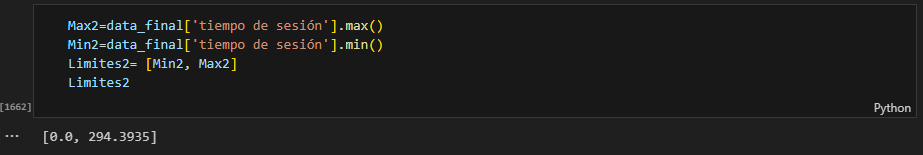 Max2=data_final['tiempo de sesión'].max()
Min2=data_final['tiempo de sesión'].min()
Limites2= [Min2, Max2]
Limites2
[1662]
Python
... [0.0, 294.3935]